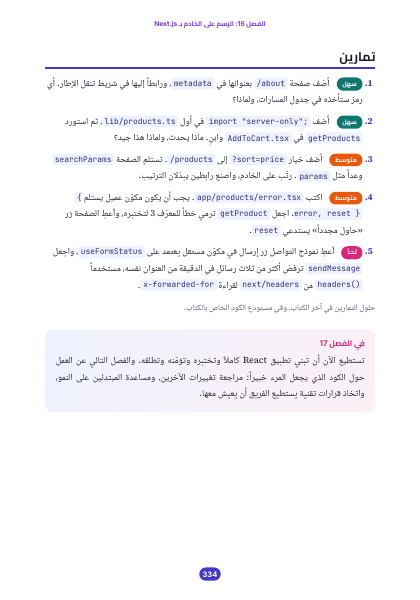 الفصل 16: الرسم على الخادم بـ Next.js
تمارين
1. سهل أضف صفحة /about بعنوانها في metadata، ورابطاً إليها في شريط تنقل الإطار. أي
رمز ستأخذه في جدول المسارات، ولماذا؟
2. سهل أضف import "server-only"; في أول lib/products.ts، ثم استورد
getProducts في AddToCart.tsx وابنِ. ماذا يحدث، ولماذا هذا جيد؟
3. متوسط أضف خيار ?sort=price إلى /products. تستلم الصفحة searchParams
وعداً مثل params. رتّب على الخادم، واصنع رابطين يبدّلان الترتيب.
4. متوسط اكتب app/products/error.tsx. يجب أن يكون مكوّن عميل يستلم {
error, reset }. اجعل getProduct ترمي خطأ للمعرّف 3 لتختبره، وأعطِ الصفحة زر
«حاول مجدداً» يستدعي reset.
5. تحدٍّ أعطِ نموذج التواصل زر إرسال في مكوّن مستقل يعتمد على useFormStatus، واجعل
sendMessage ترفض أكثر من ثلاث رسائل في الدقيقة من العنوان نفسه، مستخدماً
headers() من next/headers لقراءة x-forwarded-for.
حلول التمارين في آخر الكتاب، وفي مستودع الكود الخاص بالكتاب.
في الفصل 17
تستطيع الآن أن تبني تطبيق React كاملاً وتختبره وتؤمّنه وتطلقه. والفصل التالي عن العمل
حول الكود الذي يجعل المرء خبيراً: مراجعة تغييرات الآخرين، ومساعدة المبتدئين على النمو،
واتخاذ قرارات تقنية يستطيع الفريق أن يعيش معها.
334